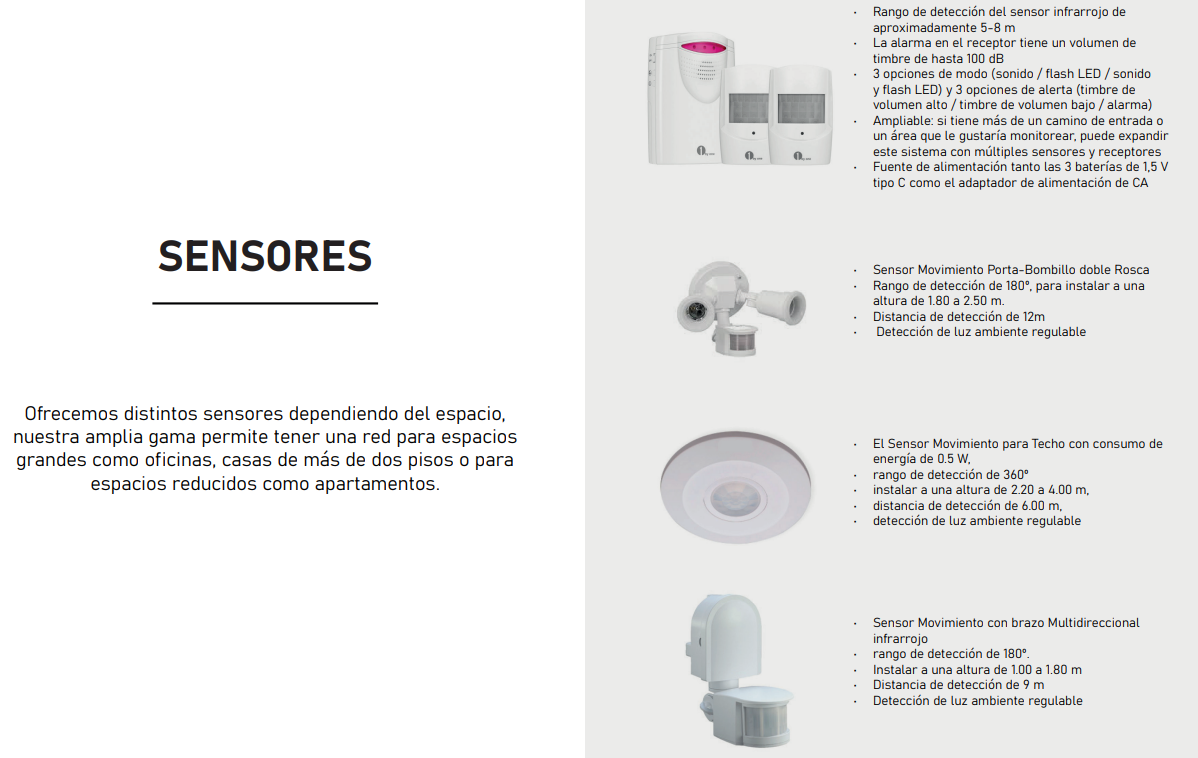 SENSORES
Ofrecemos distintos sensores dependiendo del espacio,
nuestra amplia gama permite tener una red para espacios
grandes como oficinas, casas de más de dos pisos o para
espacios reducidos como apartamentos.
· Rango de detección del sensor infrarrojo de
aproximadamente 5-8 m
· La alarma en el receptor tiene un volumen de
timbre de hasta 100 dB
· 3 opciones de modo (sonido / flash LED / sonido
y flash LED) y 3 opciones de alerta (timbre de
volumen alto / timbre de volumen bajo / alarma)
· Ampliable: si tiene más de un camino de entrada o
un área que le gustaría monitorear, puede expandir
este sistema con múltiples sensores y receptores
· Fuente de alimentación tanto las 3 baterías de 1,5 V
tipo C como el adaptador de alimentación de CA
· Sensor Movimiento Porta-Bombillo doble Rosca
· Rango de detección de 180º, para instalar a una
altura de 1.80 a 2.50 m.
· Distancia de detección de 12m
· Detección de luz ambiente regulable
· El Sensor Movimiento para Techo con consumo de
energía de 0.5 W,
· rango de detección de 360º
· instalar a una altura de 2.20 a 4.00 m,
· distancia de detección de 6.00 m,
· detección de luz ambiente regulable
· Sensor Movimiento con brazo Multidireccional
infrarrojo
· rango de detección de 180º.
· Instalar a una altura de 1.00 a 1.80 m
· Distancia de detección de 9 m
· Detección de luz ambiente regulable